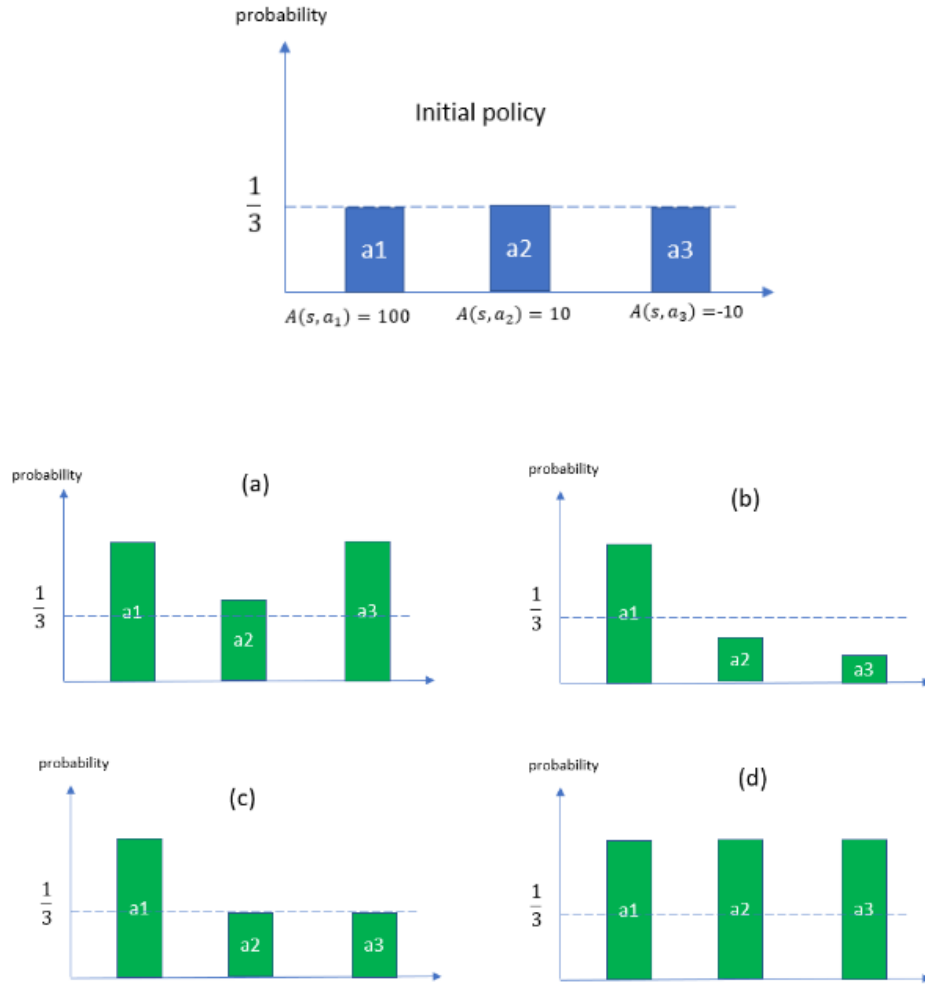 probability
Initial policy
1
3
a1 a2 a3
A(s, a₁) = 100 A(s, a₂) = 10 A(s, a₃) =-10
probability
(a)
1
3
a1 a2 a3
probability
(b)
1
3
a1 a2 a3
probability
(c)
1
3
a1 a2 a3
probability
(d)
1
3
a1 a2 a3